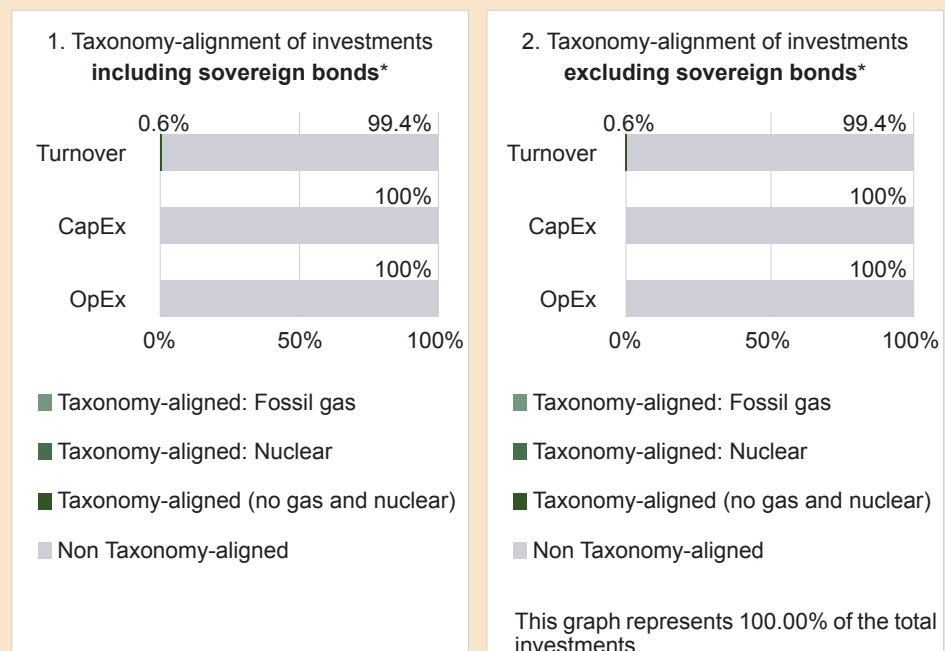 1. Taxonomy-alignment of investments
including sovereign bonds*
0.6% 99.4%
Turnover
100%
CapEx
100%
OpEx
0% 50% 100%
Taxonomy-aligned: Fossil gas
Taxonomy-aligned: Nuclear
Taxonomy-aligned (no gas and nuclear)
Non Taxonomy-aligned
2. Taxonomy-alignment of investments
excluding sovereign bonds*
0.6% 99.4%
Turnover
100%
CapEx
100%
OpEx
0% 50% 100%
Taxonomy-aligned: Fossil gas
Taxonomy-aligned: Nuclear
Taxonomy-aligned (no gas and nuclear)
Non Taxonomy-aligned
This graph represents 100.00% of the total
investments.